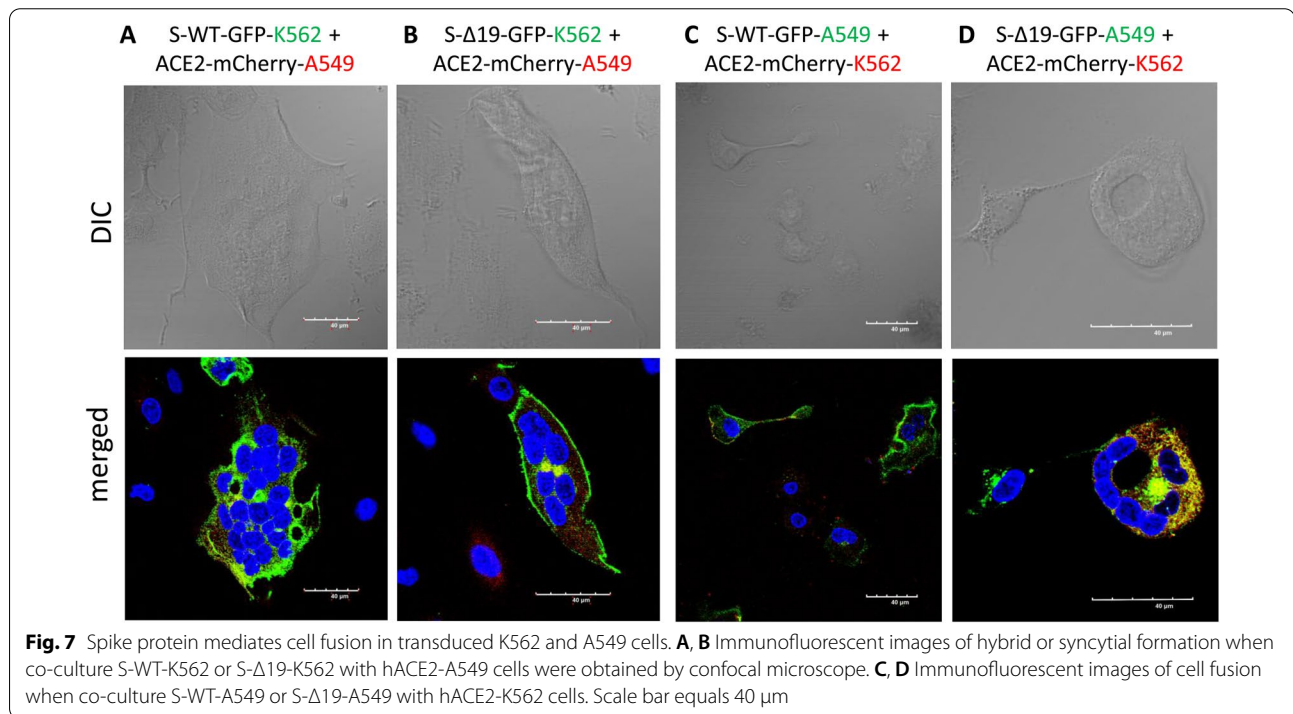 A S-WT-GFP-K562 + ACE2-mCherry-A549
B S-Δ19-GFP-K562 + ACE2-mCherry-A549
C S-WT-GFP-A549 + ACE2-mCherry-K562
D S-Δ19-GFP-A549 + ACE2-mCherry-K562
DIC
40 µm
40 µm
40 µm
40 µm
merged
40 µm
40 µm
40 µm
40 µm
Fig. 7 Spike protein mediates cell fusion in transduced K562 and A549 cells. A, B Immunofluorescent images of hybrid or syncytial formation when
co-culture S-WT-K562 or S-Δ19-K562 with hACE2-A549 cells were obtained by confocal microscope. C, D Immunofluorescent images of cell fusion
when co-culture S-WT-A549 or S-Δ19-A549 with hACE2-K562 cells. Scale bar equals 40 µm